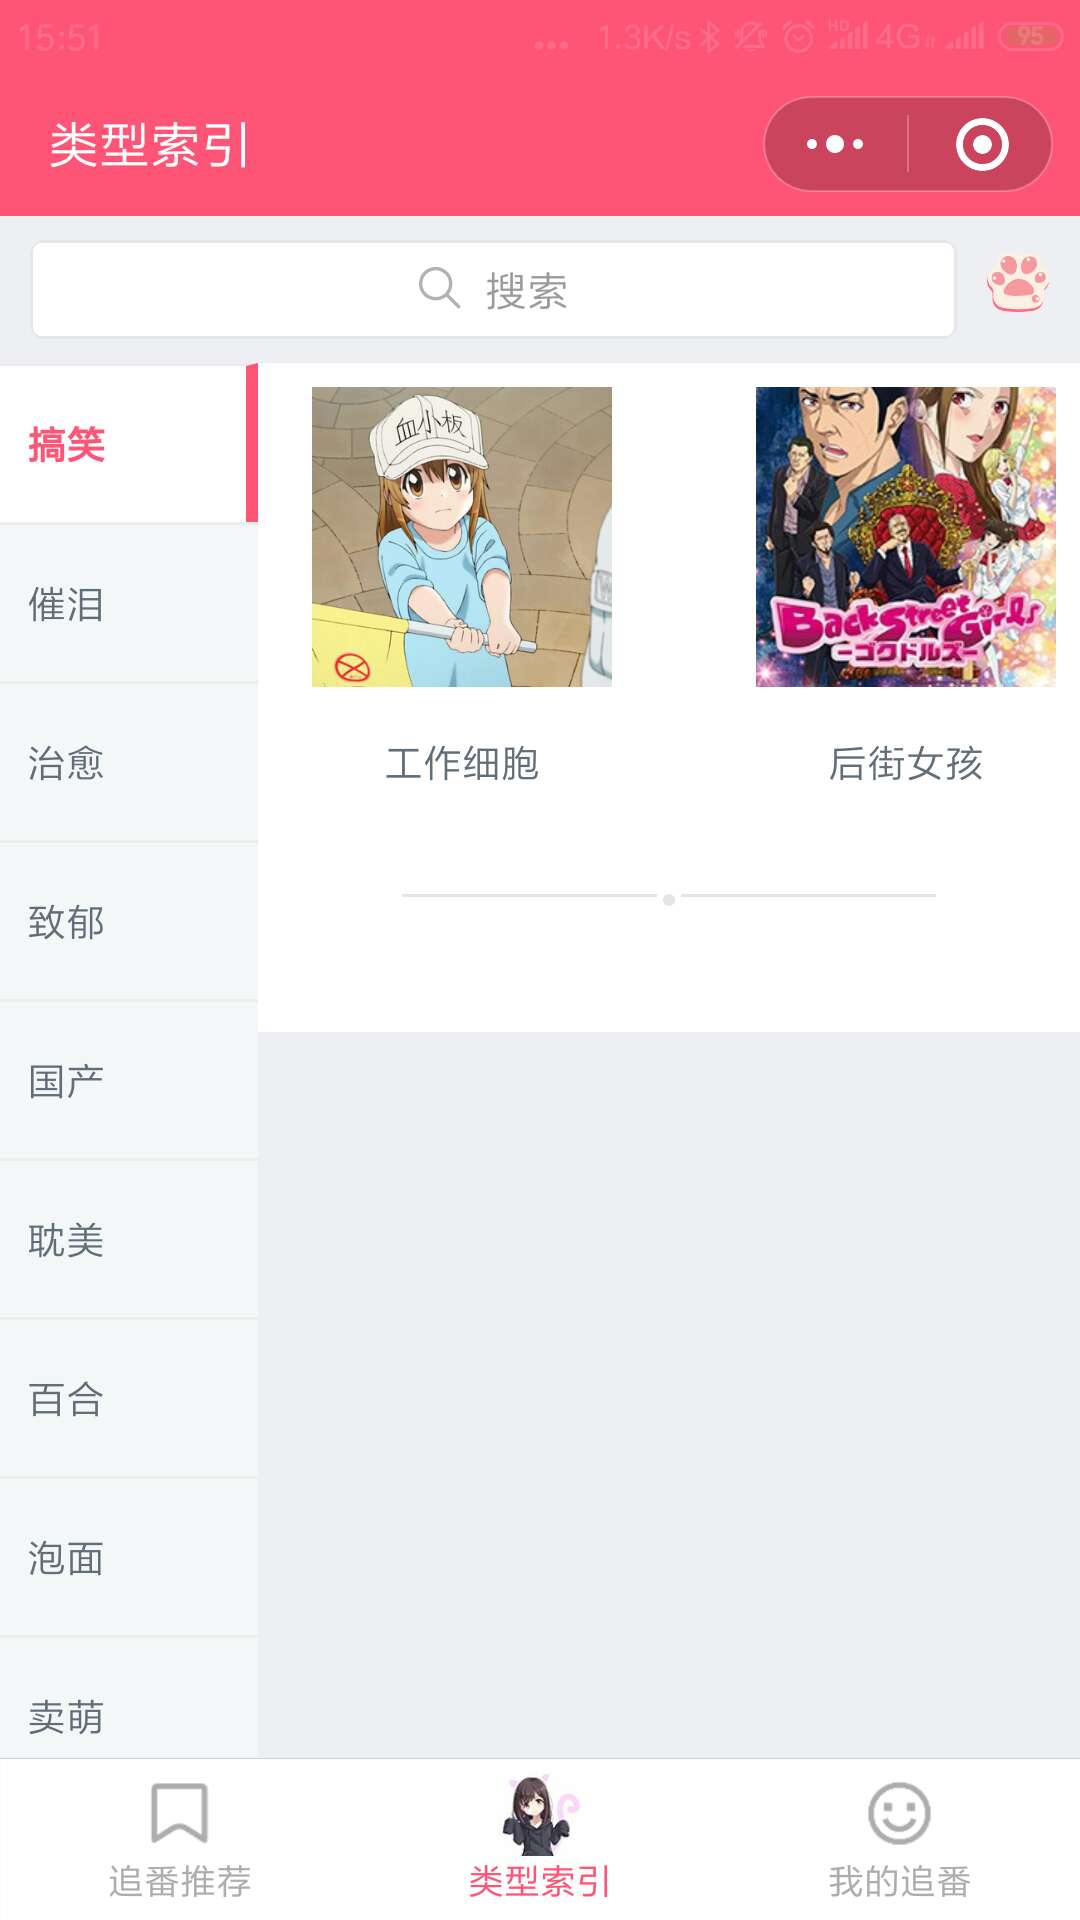 15:51
1.3K/s
HD
4G
95
类型索引
搜索
搞笑
催泪
治愈
致郁
国产
耽美
百合
泡面
卖萌
血小板
工作细胞
Back Street Girls
-ゴクドルズ-
后街女孩
追番推荐
类型索引
我的追番